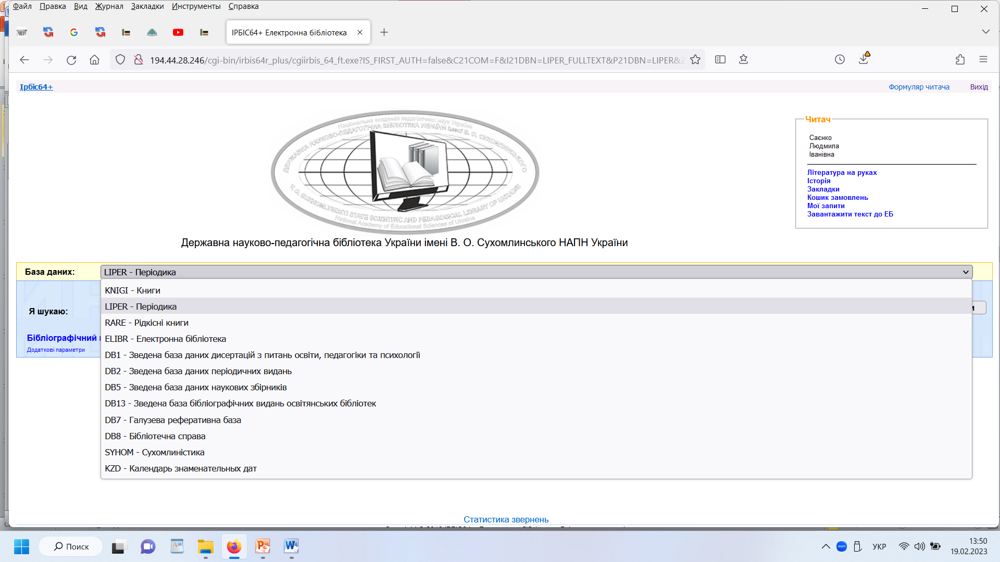 Файл Правка Вид Журнал Закладки Инструменты Справка
ІРБІС64+ Електронна бібліотека
194.44.28.246/cgi-bin/irbis64r_plus/cgiirbis_64_ft.exe?IS_FIRST_AUTH=false&C21COM=F&I21DBN=LIPER_FULLTEXT&P21DBN=LIPER&Z
Ірбіс64+ Формуляр читача Вихід
Національна академія педагогічних наук України
ДЕРЖАВНА НАУКОВО-ПЕДАГОГІЧНА БІБЛІОТЕКА УКРАЇНИ імені В. О. СУХОМЛИНСЬКОГО
V. O. SUKHOMLYNSKYI STATE SCIENTIFIC AND PEDAGOGICAL LIBRARY OF UKRAINE
National Academy of Educational Sciences of Ukraine
Читач
Саєнко
Людмила
Іванівна
Література на руках
Історія
Закладки
Кошик замовлень
Мої запити
Завантажити текст до ЕБ
Державна науково-педагогічна бібліотека України імені В. О. Сухомлинського НАПН України
База даних: LIPER - Періодика
KNIGI - Книги
LIPER - Періодика
Я шукаю:
RARE - Рідкісні книги
Бібліографічний
ELIBR - Електронна бібліотека
Додаткові параметри
DB1 - Зведена база даних дисертацій з питань освіти, педагогіки та психології
DB2 - Зведена база даних періодичних видань
DB5 - Зведена база даних наукових збірників
DB13 - Зведена база бібліографічних видань освітянських бібліотек
DB7 - Галузева реферативна база
DB8 - Бібліотечна справа
SYHOM - Сухомлиністика
KZD - Календарь знаменательных дат
Статистика звернень
Поиск
zoom
УКР
13:50
19.02.2023